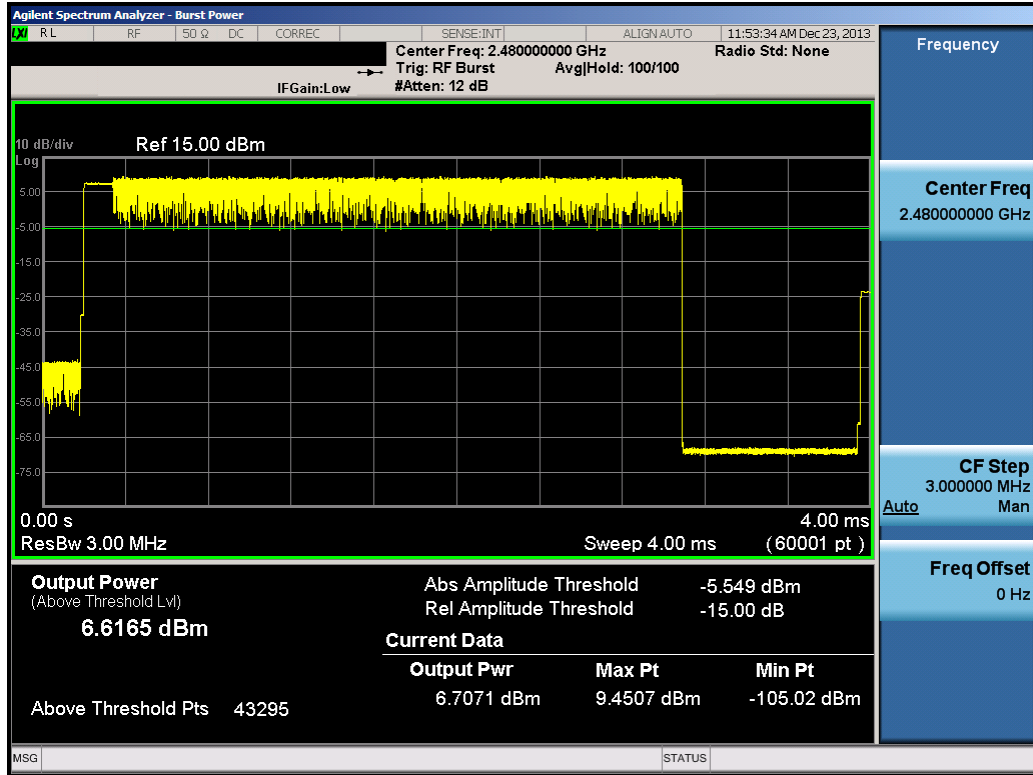 Agilent Spectrum Analyzer - Burst Power
LXI RL RF 50 Ω DC CORREC SENSE:INT ALIGN AUTO 11:53:34 AM Dec 23, 2013
Center Freq: 2.480000000 GHz Radio Std: None
Trig: RF Burst Avg|Hold: 100/100
IFGain:Low #Atten: 12 dB
10 dB/div Ref 15.00 dBm
Log
5.00
-5.00
-15.0
-25.0
-35.0
-45.0
-55.0
-65.0
-75.0
0.00 s 4.00 ms
ResBw 3.00 MHz Sweep 4.00 ms (60001 pt )
Output Power
(Above Threshold Lvl)
6.6165 dBm
Above Threshold Pts 43295
Abs Amplitude Threshold -5.549 dBm
Rel Amplitude Threshold -15.00 dB
Current Data
Output Pwr Max Pt Min Pt
6.7071 dBm 9.4507 dBm -105.02 dBm
Frequency
Center Freq
2.480000000 GHz
CF Step
3.000000 MHz
Auto Man
Freq Offset
0 Hz
MSG STATUS